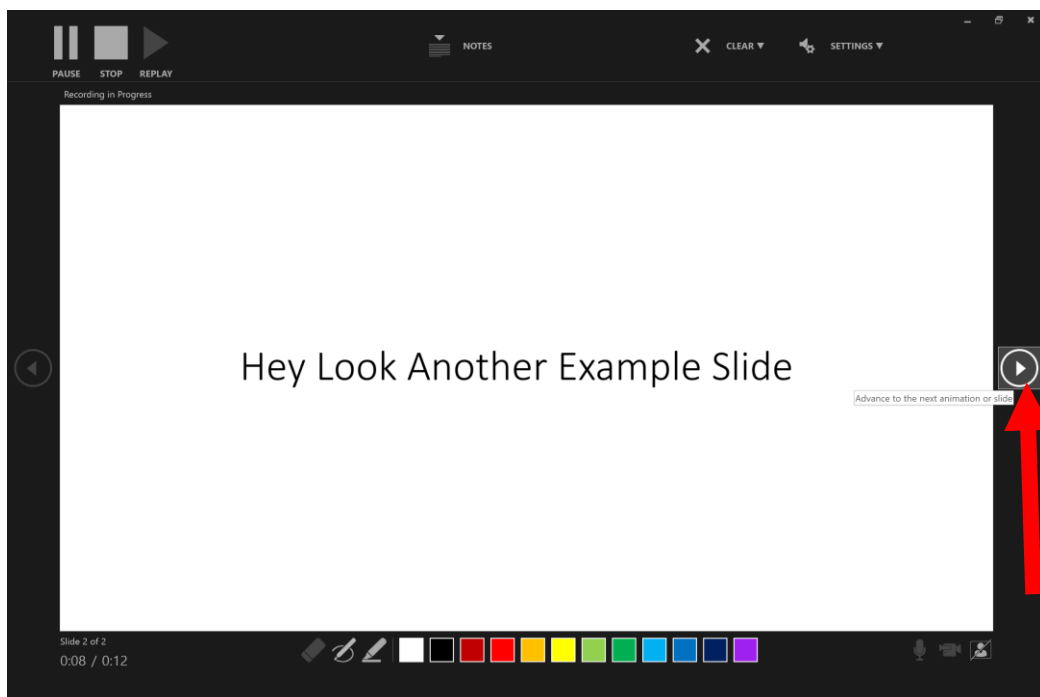 NOTES
CLEAR ▼
SETTINGS ▼
PAUSE STOP REPLAY
Recording in Progress
Hey Look Another Example Slide
Advance to the next animation or slide
Slide 2 of 2
0:08 / 0:12